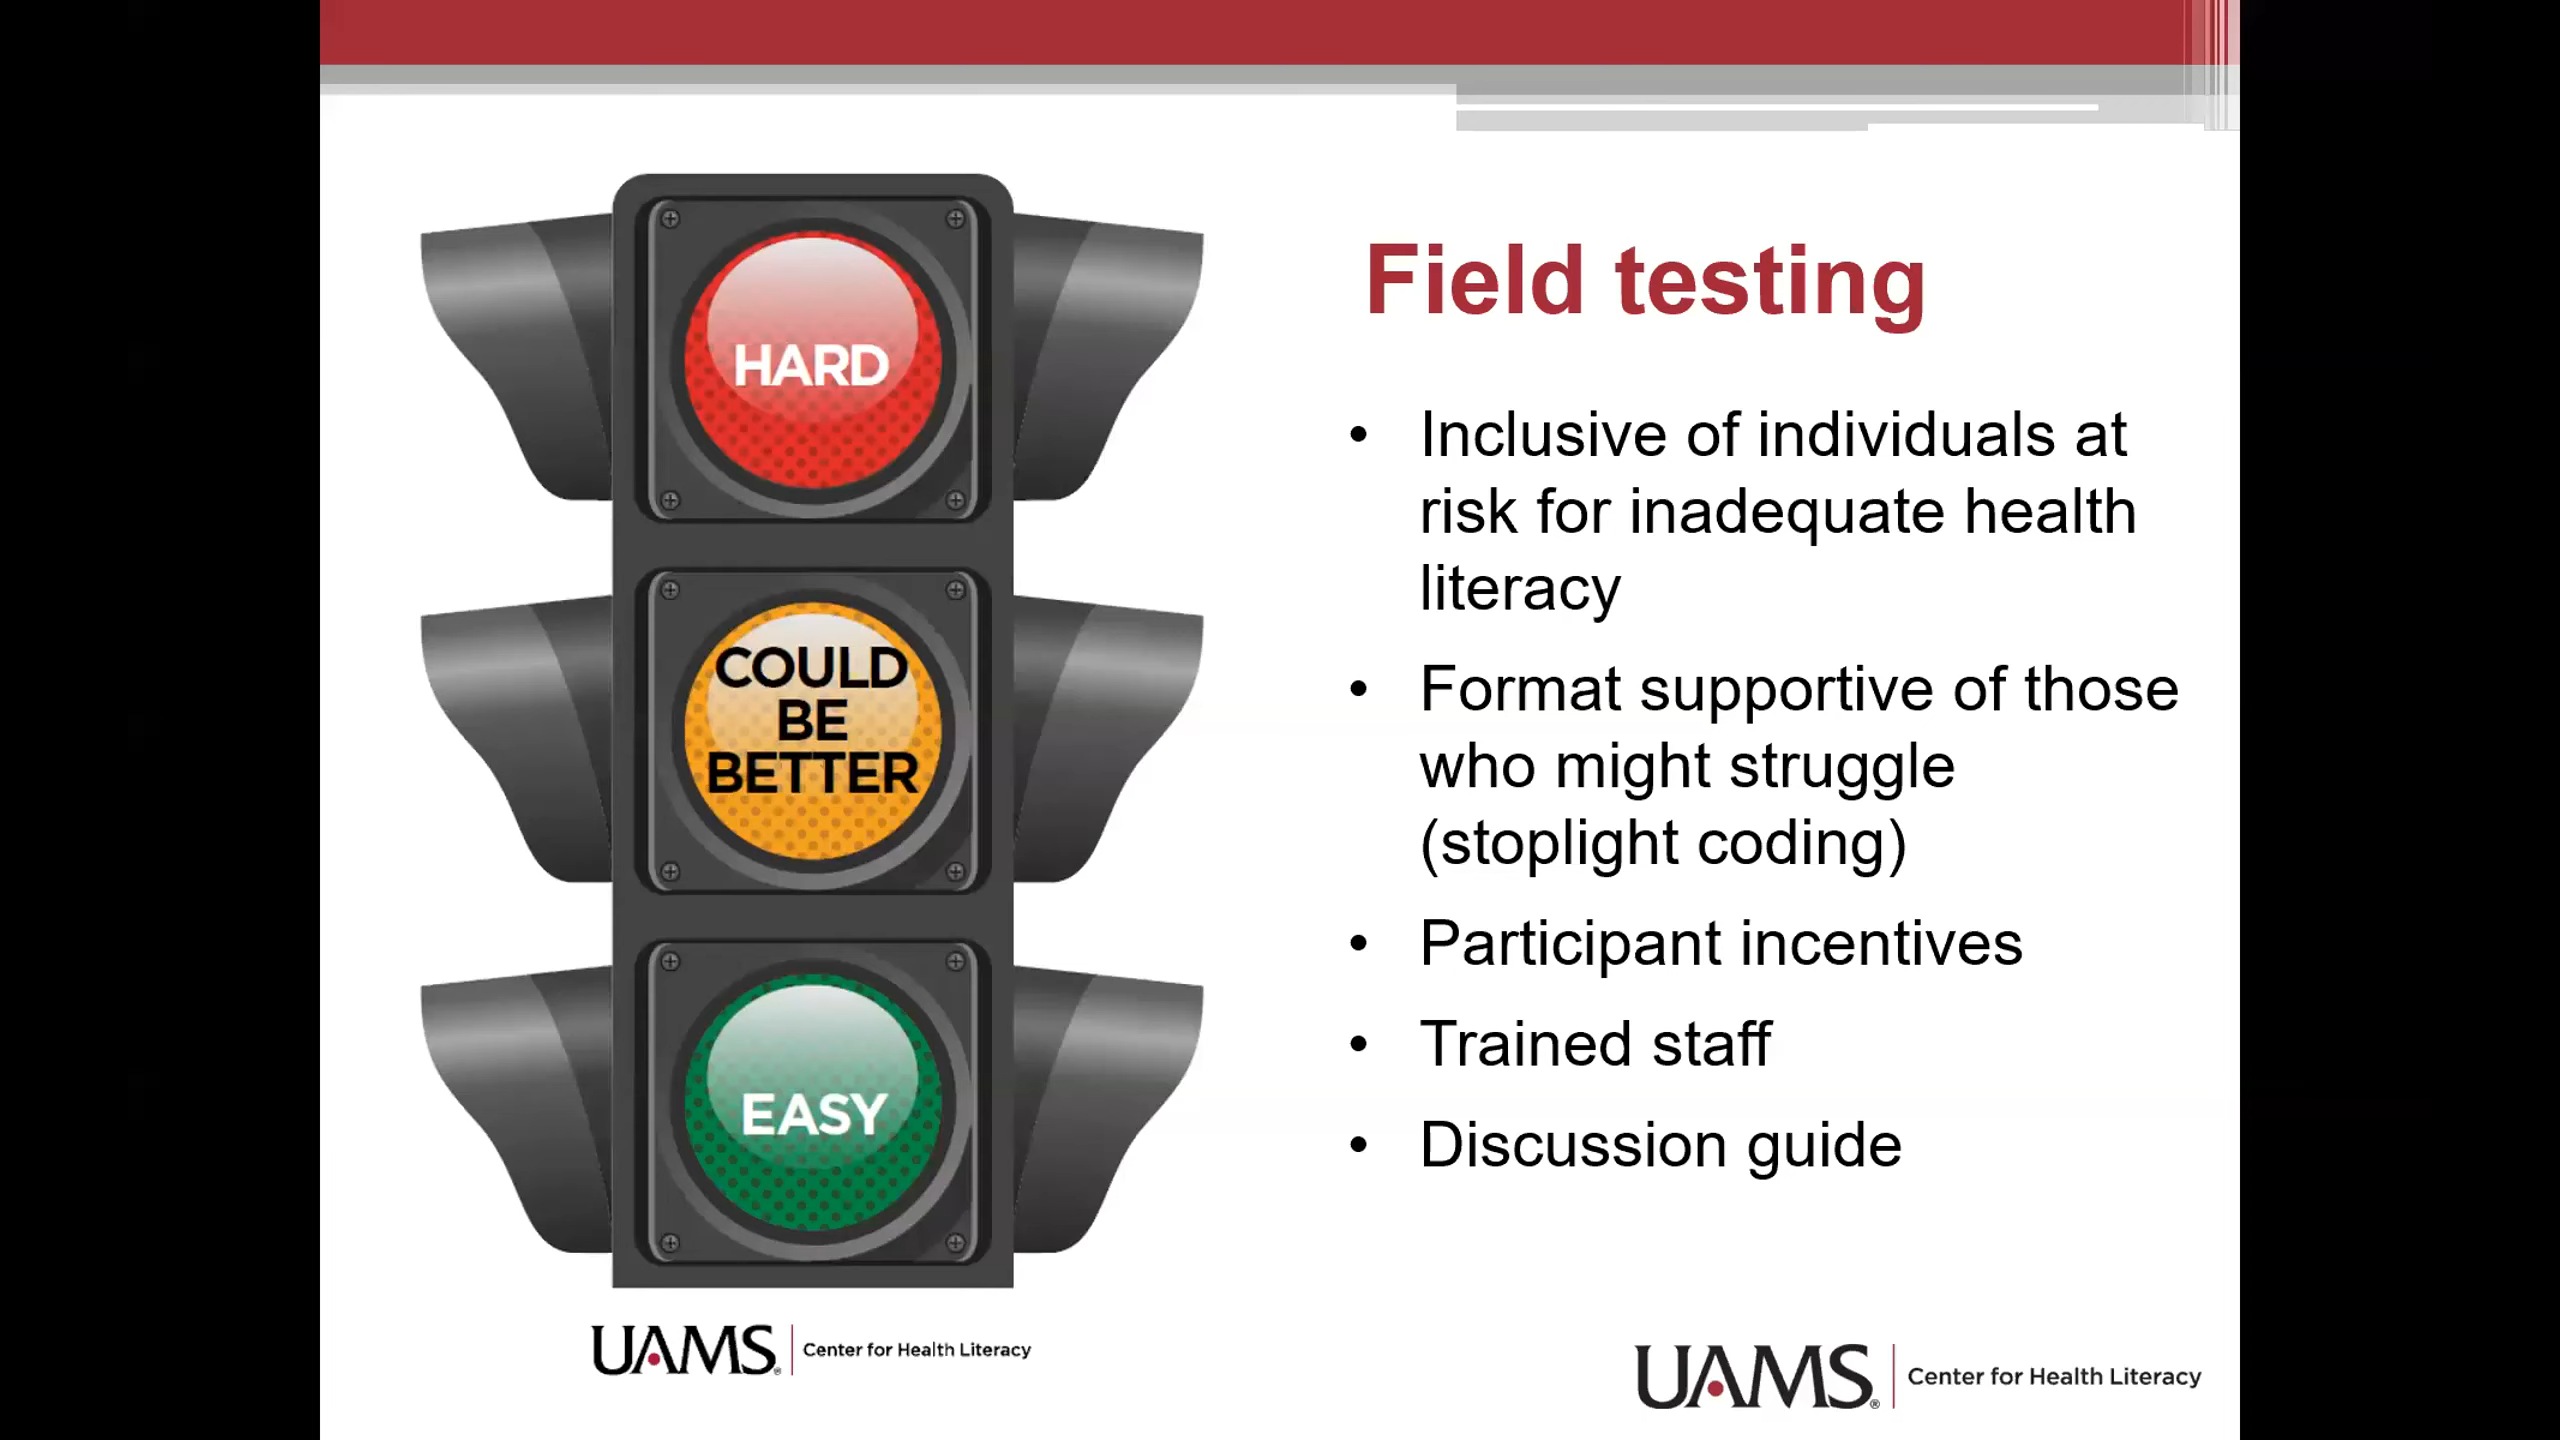 HARD
COULD
BE
BETTER
EASY
UAMS® Center for Health Literacy
Field testing
• Inclusive of individuals at
risk for inadequate health
literacy
• Format supportive of those
who might struggle
(stoplight coding)
• Participant incentives
• Trained staff
• Discussion guide
UAMS® Center for Health Literacy